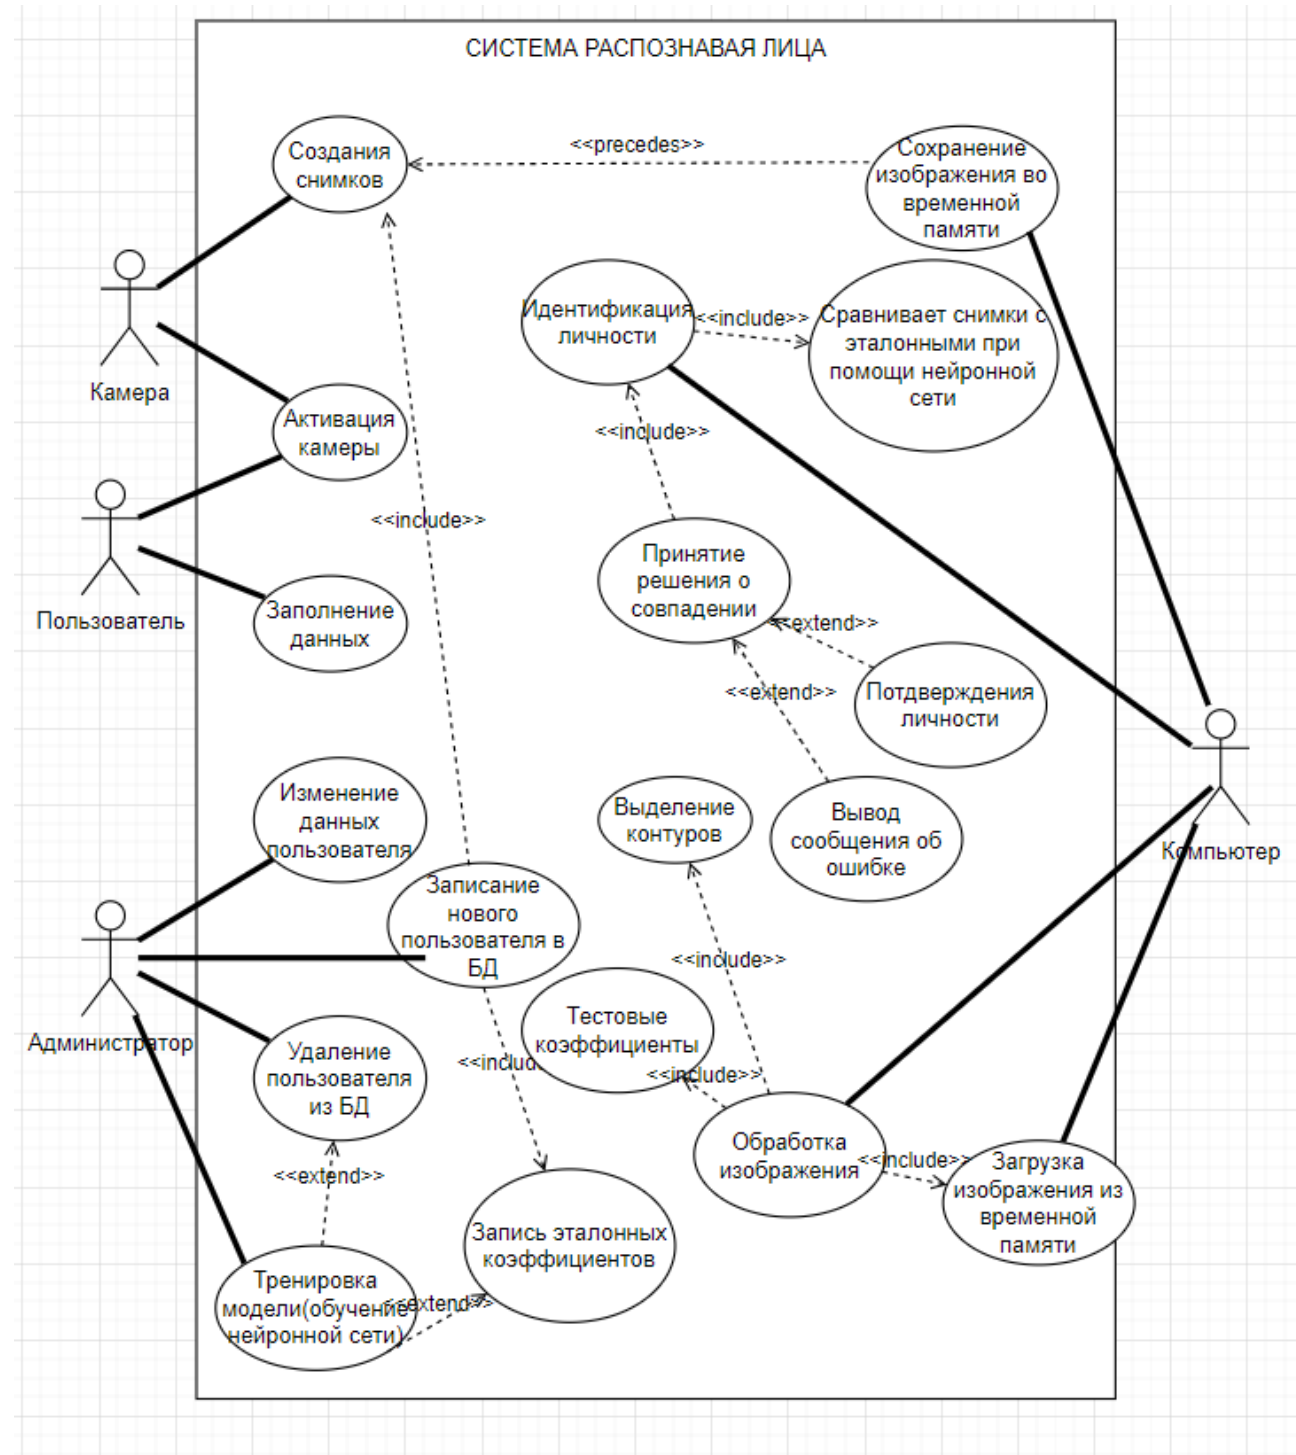 СИСТЕМА РАСПОЗНАВАЯ ЛИЦА
Создания
снимков
<<precedes>>
Сохранение
изображения во
временной
памяти
Камера
Идентификация
личности
<<include>>
Сравнивает снимки с
эталонными при
помощи нейронной
сети
Активация
камеры
<<include>>
<<include>>
Пользователь
Заполнение
данных
Принятие
решения о
совпадении
<<extend>>
<<extend>>
Потдверждения
личности
Изменение
данных
пользователя
Выделение
контуров
Вывод
сообщения об
ошибке
Компьютер
Записание
нового
пользователя в
БД
<<include>>
Администратор
Удаление
пользователя
из БД
Тестовые
коэффициенты
<<includ
<<include>>
Обработка
изображения
<<include>>
Загрузка
изображения из
временной
памяти
<<extend>>
Запись эталонных
коэффициентов
Тренировка
модели(обучение
нейронной сети)
<<extend>>